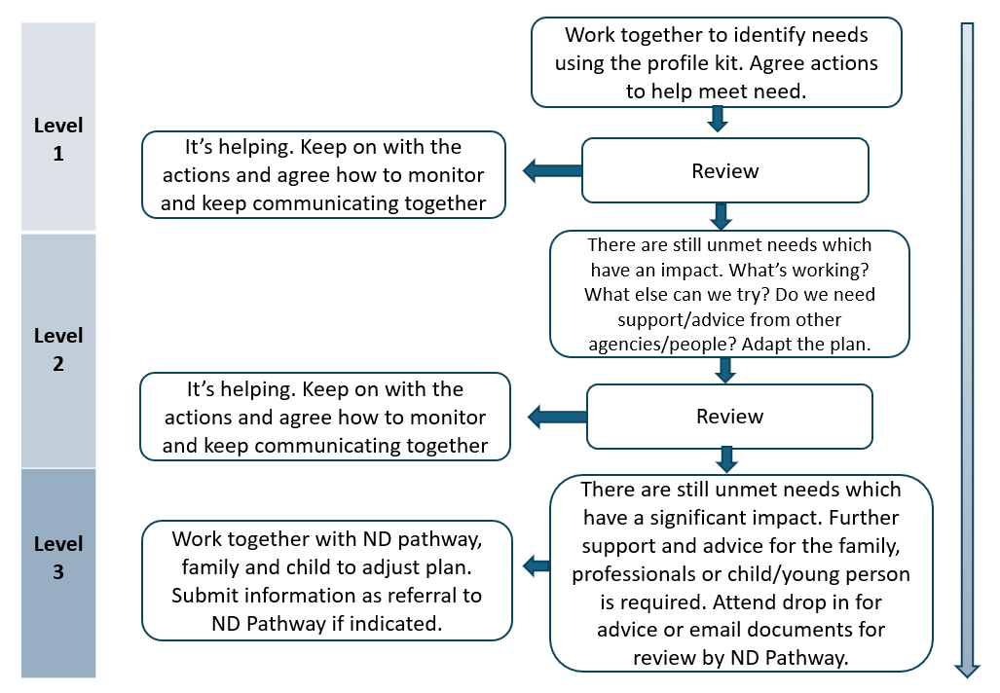 Level
1
Work together to identify needs
using the profile kit. Agree actions
to help meet need.
It’s helping. Keep on with the
actions and agree how to monitor
and keep communicating together
Review
Level
2
There are still unmet needs which
have an impact. What’s working?
What else can we try? Do we need
support/advice from other
agencies/people? Adapt the plan.
It’s helping. Keep on with the
actions and agree how to monitor
and keep communicating together
Review
Level
3
There are still unmet needs which
have a significant impact. Further
support and advice for the family,
professionals or child/young person
is required. Attend drop in for
advice or email documents for
review by ND Pathway.
Work together with ND pathway,
family and child to adjust plan.
Submit information as referral to
ND Pathway if indicated.